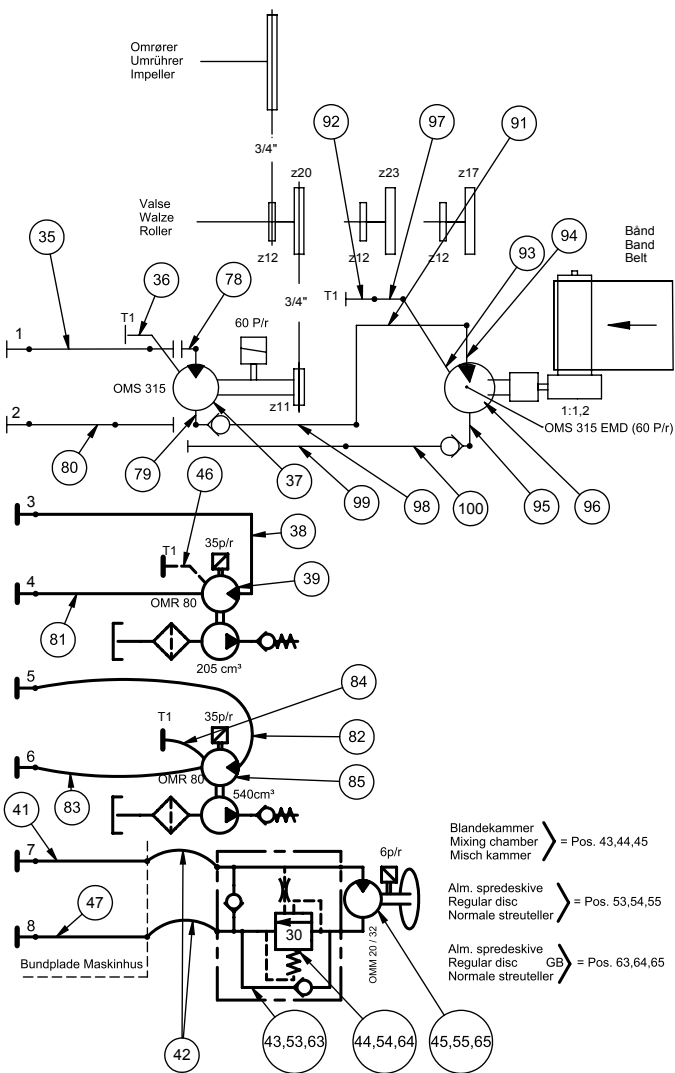 Omrører
Umrührer
Impeller
3/4"
92
97
91
z20
z23
z17
Valse
Walze
Roller
35
z12
z12
z12
93
94
Bånd
Band
Belt
36
78
T1
3/4"
T1
1
60 P/r
OMS 315
z11
1:1,2
2
OMS 315 EMD (60 P/r)
80
79
37
99
98
100
95
96
3
46
38
T1
35p/r
4
39
OMR 80
81
205 cm³
5
84
T1
35p/r
82
6
OMR 80
85
83
540cm³
41
7
6p/r
Blandekammer
Mixing chamber
Misch kammer
= Pos. 43,44,45
47
8
30
OMM 20 / 32
Alm. spredeskive
Regular disc
Normale streuteller
= Pos. 53,54,55
Bundplade Maskinhus
Alm. spredeskive
Regular disc GB
Normale streuteller
= Pos. 63,64,65
42
43,53,63
44,54,64
45,55,65